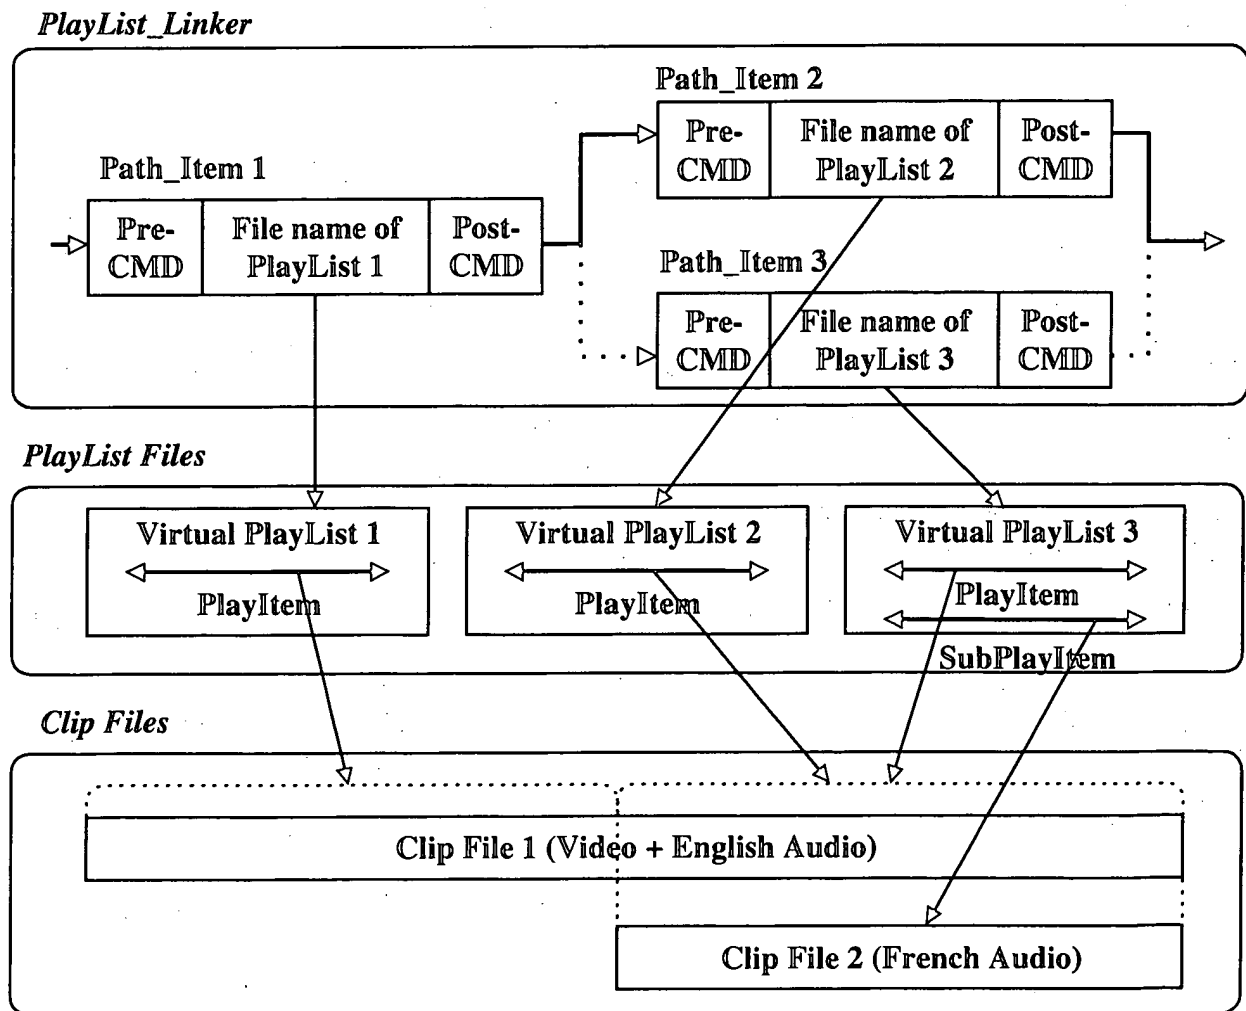 PlayList_Linker
Path_Item 1
Pre-
CMD
File name of
PlayList 1
Post-
CMD
Path_Item 2
Pre-
CMD
File name of
PlayList 2
Post-
CMD
Path_Item 3
Pre-
CMD
File name of
PlayList 3
Post-
CMD
PlayList Files
Virtual PlayList 1
PlayItem
Virtual PlayList 2
PlayItem
Virtual PlayList 3
PlayItem
SubPlayItem
Clip Files
Clip File 1 (Video + English Audio)
Clip File 2 (French Audio)